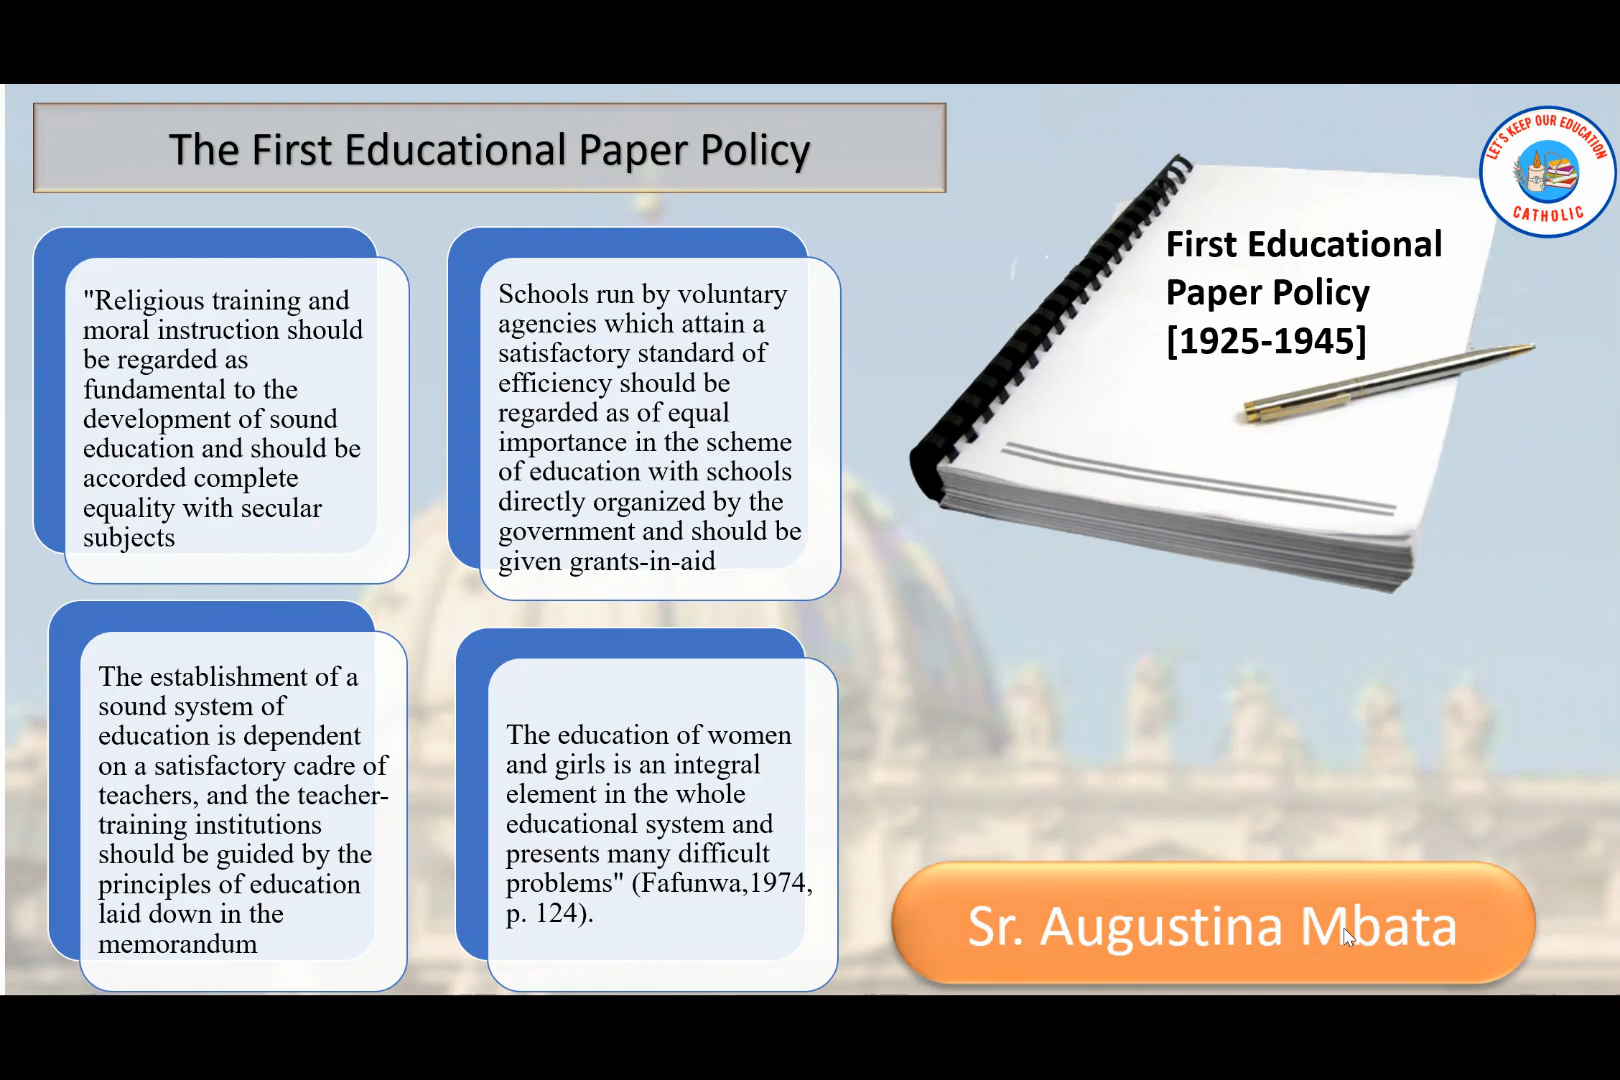 The First Educational Paper Policy
"Religious training and
moral instruction should
be regarded as
fundamental to the
development of sound
education and should be
accorded complete
equality with secular
subjects
Schools run by voluntary
agencies which attain a
satisfactory standard of
efficiency should be
regarded as of equal
importance in the scheme
of education with schools
directly organized by the
government and should be
given grants-in-aid
The establishment of a
sound system of
education is dependent
on a satisfactory cadre of
teachers, and the teacher-
training institutions
should be guided by the
principles of education
laid down in the
memorandum
The education of women
and girls is an integral
element in the whole
educational system and
presents many difficult
problems" (Fafunwa,1974,
p. 124).
First Educational
Paper Policy
[1925-1945]
LET'S KEEP OUR EDUCATION
CATHOLIC
Sr. Augustina Mbata